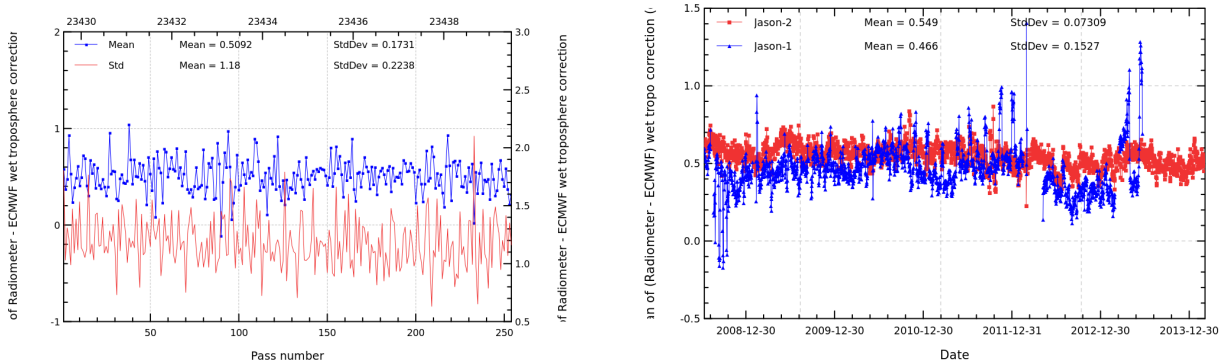 23430 23432 23434 23436 23438
Mean Mean = 0.5092 StdDev = 0.1731
Std Mean = 1.18 StdDev = 0.2238
2
1
0
-1
3.0
2.5
2.0
1.5
1.0
0.5
50 100 150 200 250
Pass number
of Radiometer - ECMWF wet troposphere correction
of Radiometer - ECMWF wet troposphere correction
Jason-2 Mean = 0.549 StdDev = 0.07309
Jason-1 Mean = 0.466 StdDev = 0.1527
1.5
1.0
0.5
0.0
-0.5
2008-12-30 2009-12-30 2010-12-30 2011-12-31 2012-12-30 2013-12-30
Date
an of (Radiometer - ECMWF) wet tropo correction (